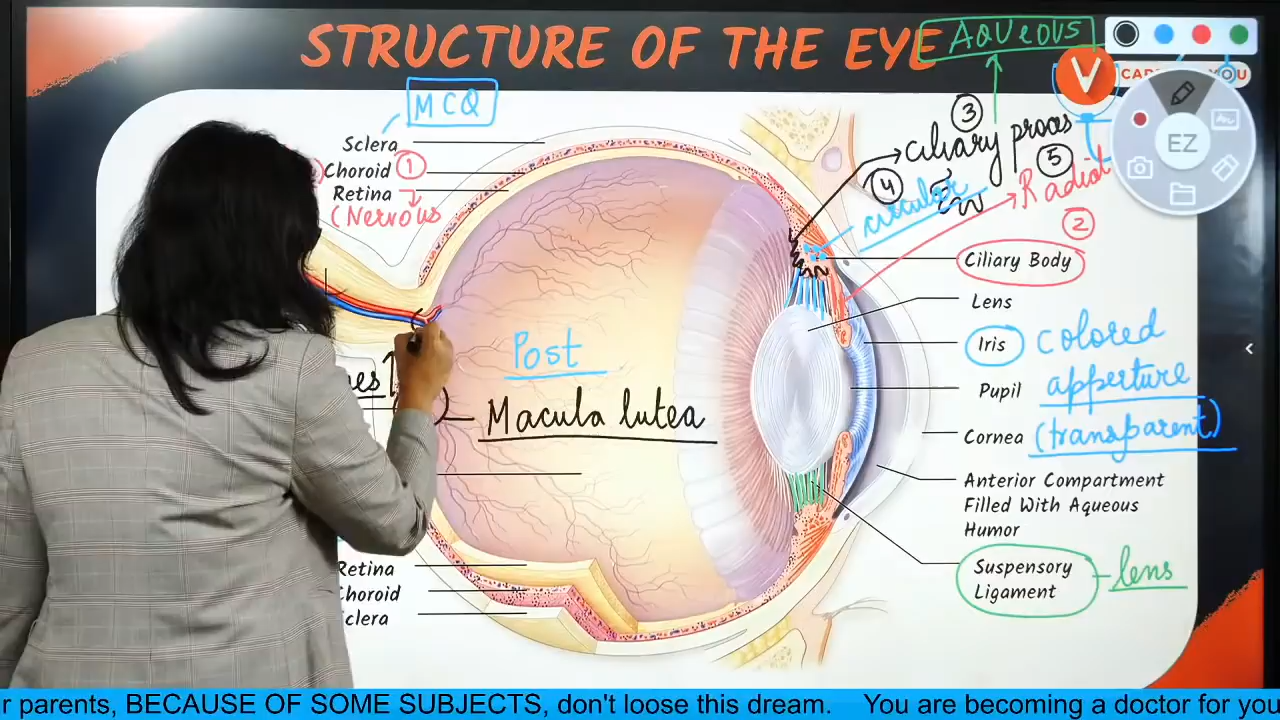 STRUCTURE OF THE EYE
AQUEOUS
MCQ
Sclera
Choroid 1
Retina
(Nervous
3
ciliary proces
4
circular
5
Radial
2
Ciliary Body
Lens
Iris
Colored
Pupil
apperture
Cornea (transparent)
Anterior Compartment
Filled With Aqueous
Humor
Suspensory
Ligament
lens
EZ
Post
Macula lutea
Retina
Choroid
Sclera
r parents, BECAUSE OF SOME SUBJECTS, don't loose this dream. You are becoming a doctor for you